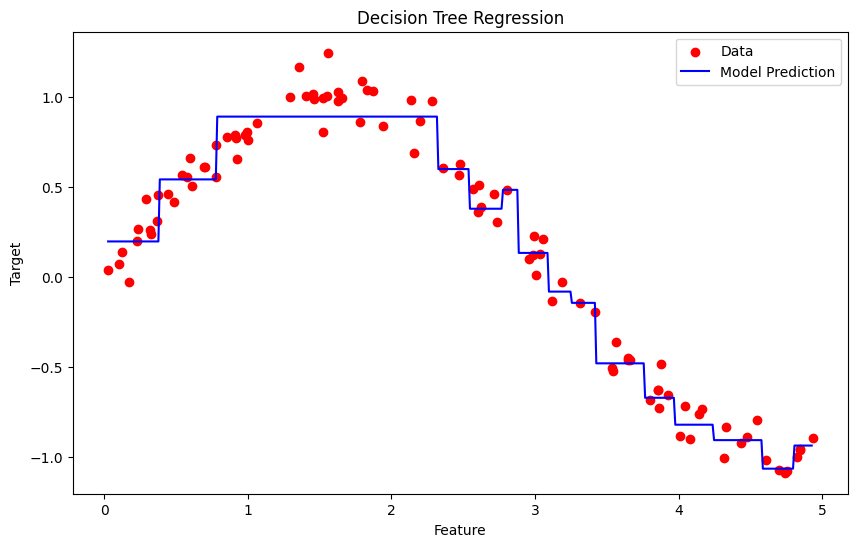 Decision Tree Regression
Data
Model Prediction
1.0
0.5
0.0
−0.5
−1.0
Target
0 1 2 3 4 5
Feature